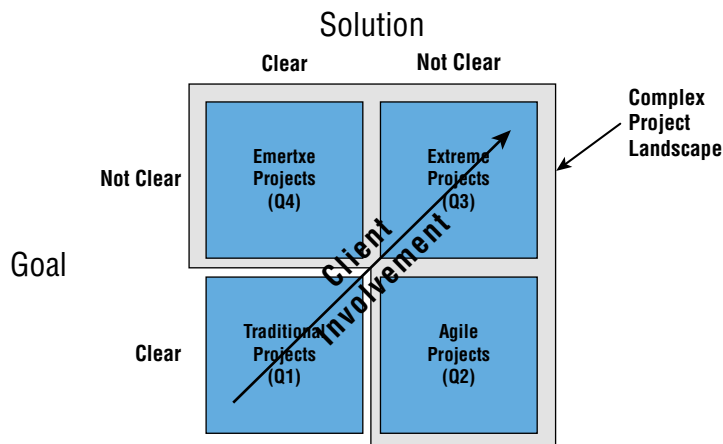 Solution
Clear
Not Clear
Complex
Project
Landscape
Not Clear
Emertxe
Projects
(Q4)
Extreme
Projects
(Q3)
Client
Involvement
Goal
Clear
Traditional
Projects
(Q1)
Agile
Projects
(Q2)